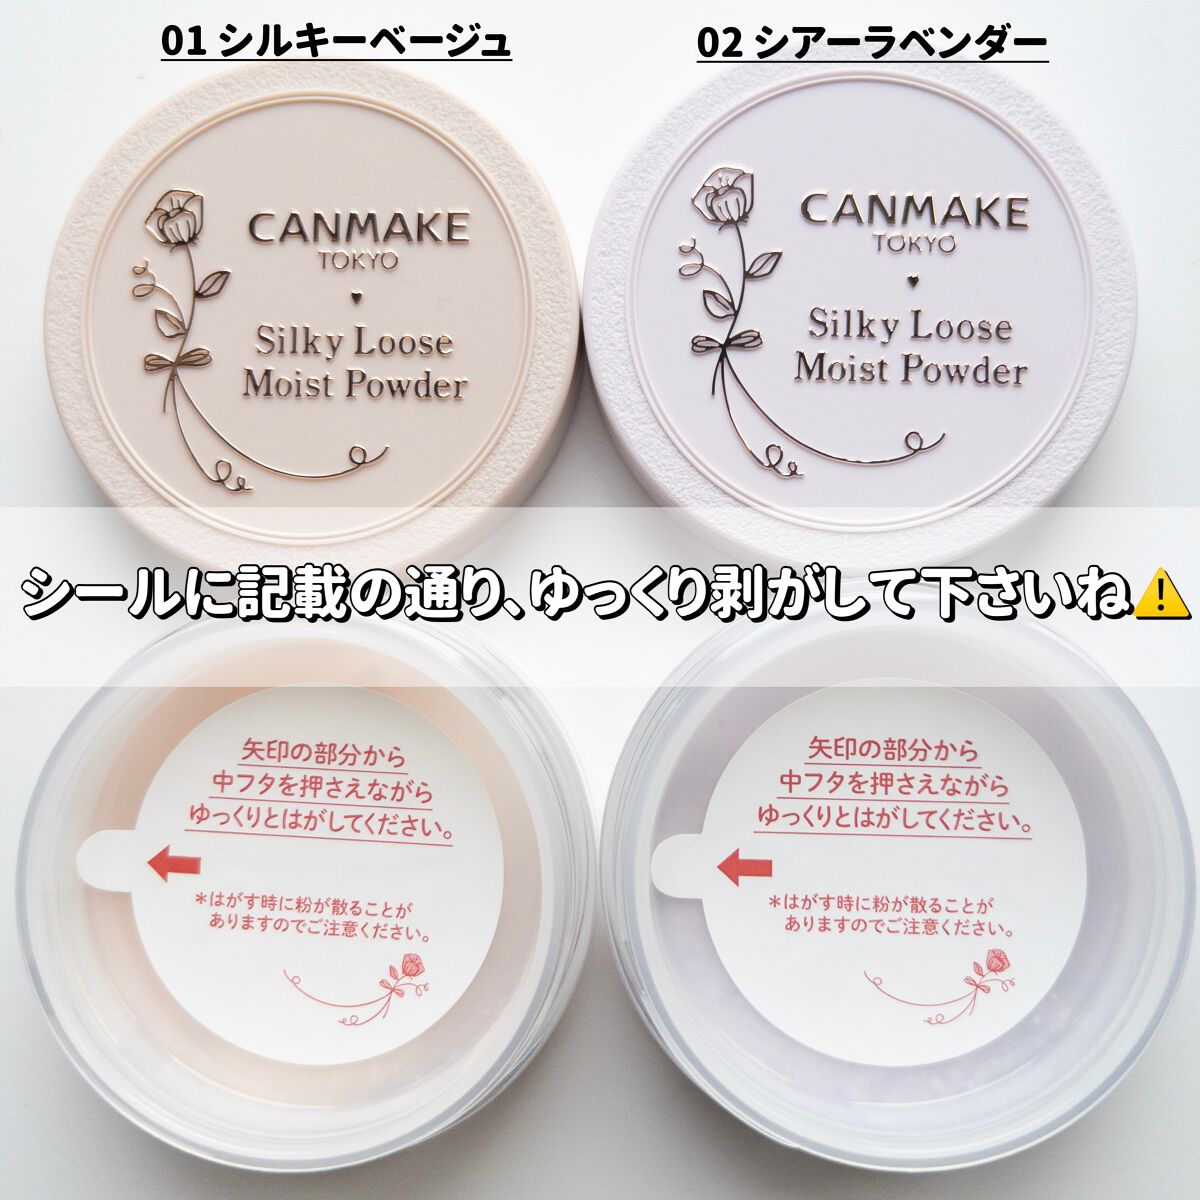 01 シルキーベージュ
02 シアーラベンダー
CANMAKE
TOKYO
Silky Loose
Moist Powder
CANMAKE
TOKYO
Silky Loose
Moist Powder
シールに記載の通り、ゆっくり剥がして下さいね⚠️
矢印の部分から
中フタを押さえながら
ゆっくりとはがしてください。
＊はがす時に粉が散ることが
ありますのでご注意ください。
矢印の部分から
中フタを押さえながら
ゆっくりとはがしてください。
＊はがす時に粉が散ることが
ありますのでご注意ください。